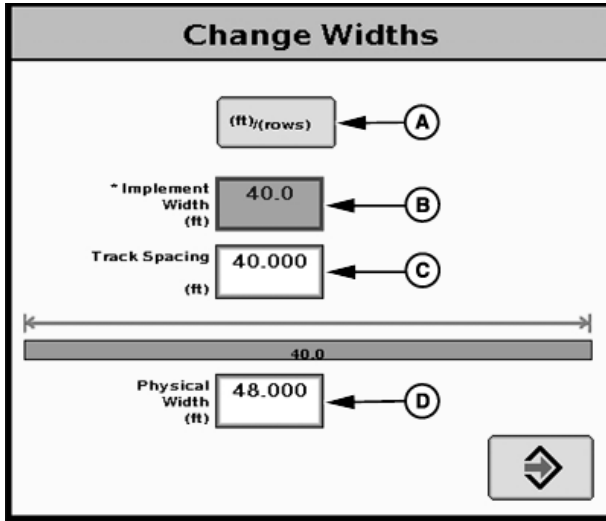 Change Widths
(ft)/(rows)
A
* Implement
Width
(ft)
40.0
B
Track Spacing
(ft)
40.000
C
40.0
Physical
Width
(ft)
48.000
D